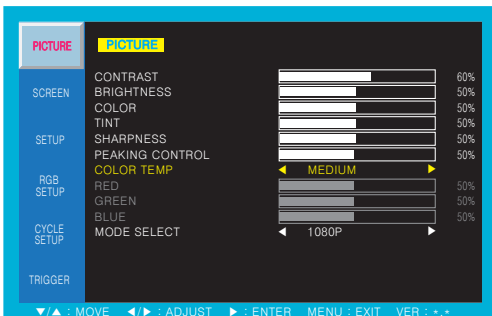 PICTURE
PICTURE
CONTRAST 60%
BRIGHTNESS 50%
SCREEN
COLOR 50%
TINT 50%
SETUP
SHARPNESS 50%
PEAKING CONTROL 50%
COLOR TEMP ◀ MEDIUM ▶
RGB
SETUP
RED 50%
GREEN 50%
BLUE 50%
CYCLE
SETUP
MODE SELECT ◀ 1080P ▶
TRIGGER
▼/▲ : MOVE ◀/▶ : ADJUST ▶ : ENTER MENU : EXIT VER : *.*